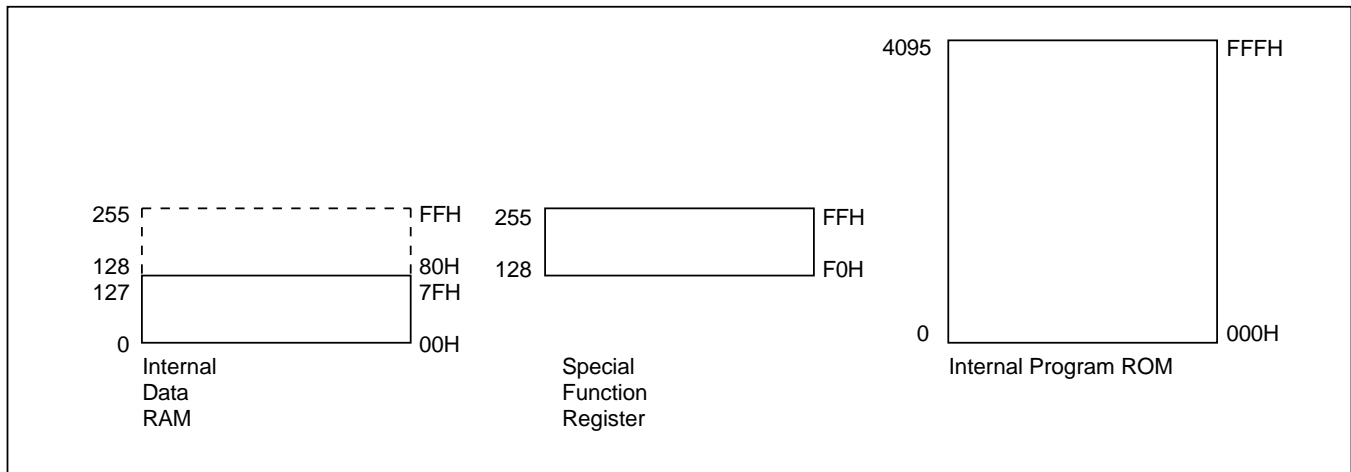 4095 FFFH
255 FFH
128 80H
127 7FH
0 00H
Internal
Data
RAM
255 FFH
128 F0H
Special
Function
Register
0 000H
Internal Program ROM